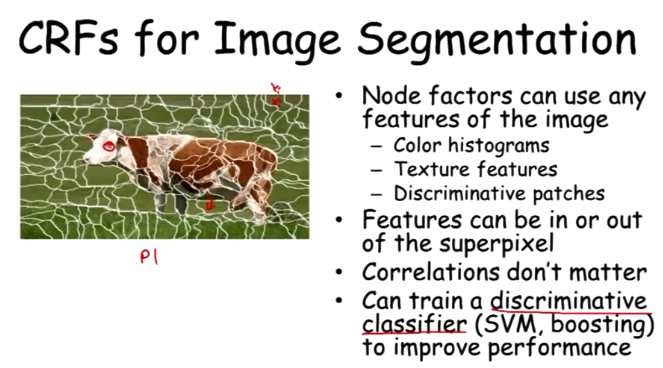 CRFs for Image Segmentation
• Node factors can use any
features of the image
– Color histograms
– Texture features
– Discriminative patches
• Features can be in or out
of the superpixel
• Correlations don't matter
• Can train a discriminative
classifier (SVM, boosting)
to improve performance